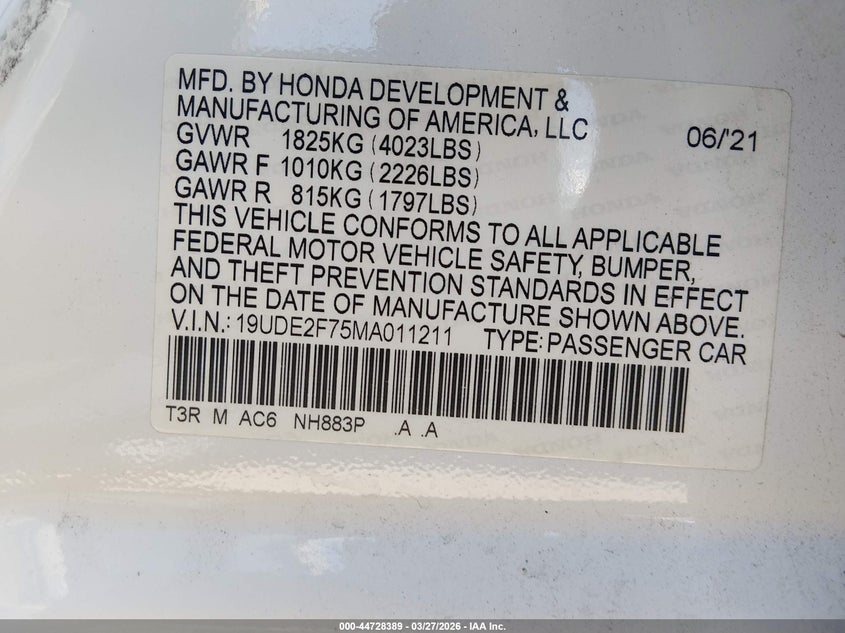 MFD. BY HONDA DEVELOPMENT &
MANUFACTURING OF AMERICA, LLC 06/'21
GVWR 1825KG (4023LBS)
GAWR F 1010KG (2226LBS)
GAWR R 815KG (1797LBS)
THIS VEHICLE CONFORMS TO ALL APPLICABLE
FEDERAL MOTOR VEHICLE SAFETY, BUMPER,
AND THEFT PREVENTION STANDARDS IN EFFECT
ON THE DATE OF MANUFACTURE SHOWN ABOVE.
V.I.N.: 19UDE2F75MA011211 TYPE: PASSENGER CAR
T3R M AC6 NH883P .A .A
000-44728389 — 03/27/2026 — IAA Inc.